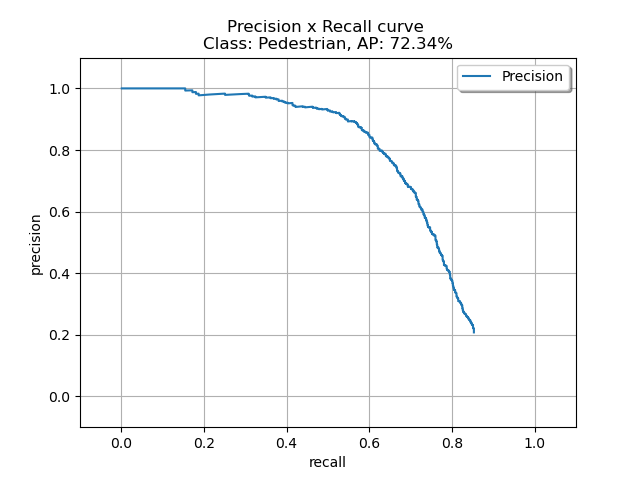 Precision x Recall curve
Class: Pedestrian, AP: 72.34%
Precision
1.0
0.8
0.6
0.4
0.2
0.0
precision
0.0 0.2 0.4 0.6 0.8 1.0
recall